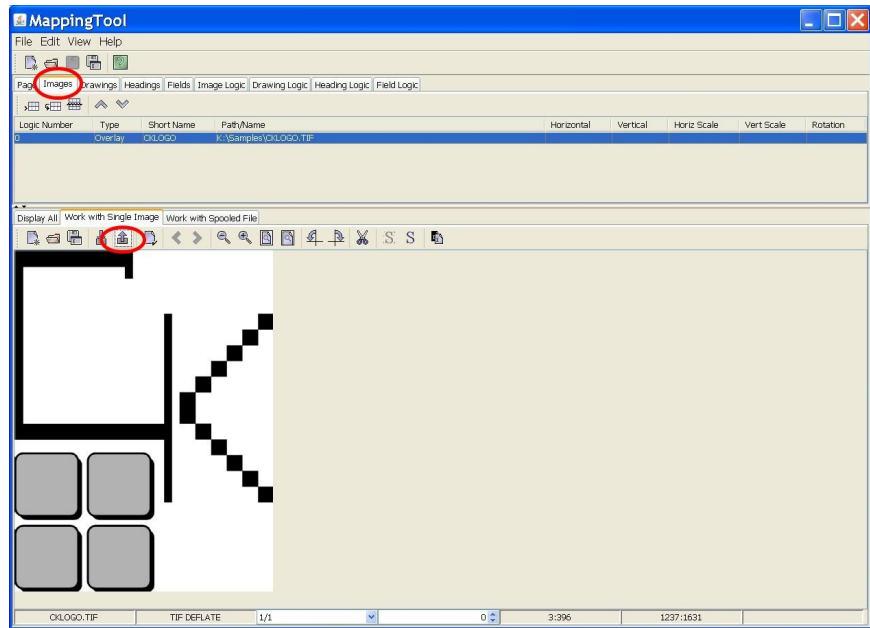 MappingTool
File Edit View Help
Page Images Drawings Headings Fields Image Logic Drawing Logic Heading Logic Field Logic
Logic Number Type Short Name Path/Name Horizontal Vertical Horiz Scale Vert Scale Rotation
0 Overlay CKLOGO K:\Samples\CKLOGO.TIF
Display All Work with Single Image Work with Spooled File
S S
CKLOGO.TIF TIF DEFLATE 1/1 0 3:396 1237:1631